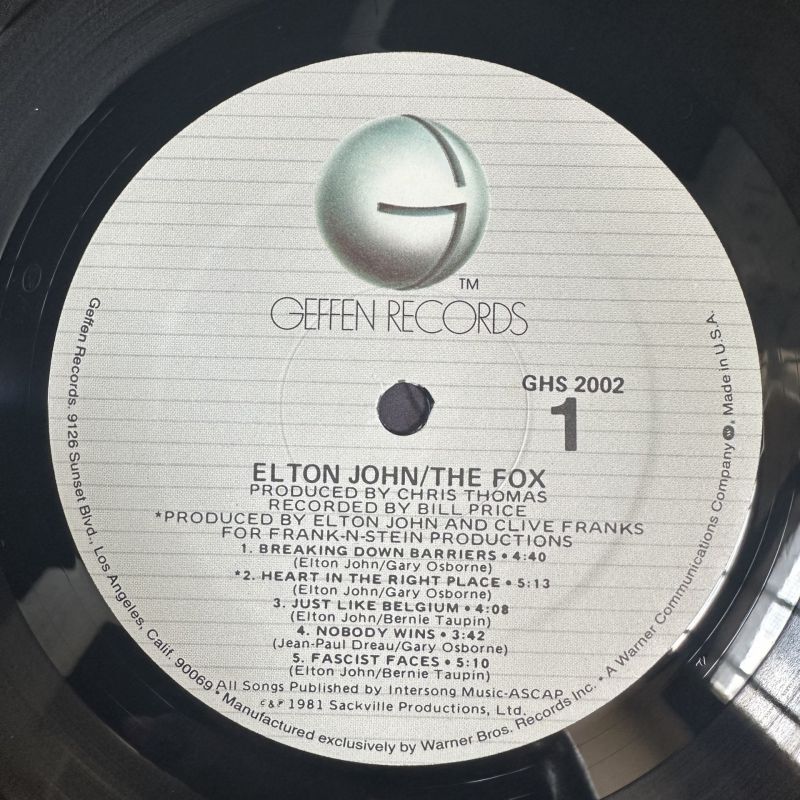 TM
GEFFEN RECORDS
GHS 2002
1
ELTON JOHN/THE FOX
PRODUCED BY CHRIS THOMAS
RECORDED BY BILL PRICE
*PRODUCED BY ELTON JOHN AND CLIVE FRANKS
FOR FRANK-N-STEIN PRODUCTIONS
1. BREAKING DOWN BARRIERS • 4:40
(Elton John/Gary Osborne)
*2. HEART IN THE RIGHT PLACE • 5:13
(Elton John/Gary Osborne)
3. JUST LIKE BELGIUM • 4:08
(Elton John/Bernie Taupin)
4. NOBODY WINS • 3:42
(Jean-Paul Dreau/Gary Osborne)
5. FASCIST FACES • 5:10
(Elton John/Bernie Taupin)
All Songs Published by Intersong Music-ASCAP
℗ 1981 Sackville Productions, Ltd.
Geffen Records. 9126 Sunset Blvd., Los Angeles, Calif. 90069 • Manufactured exclusively by Warner Bros. Records Inc. • A Warner Communications Company. Made in U.S.A.